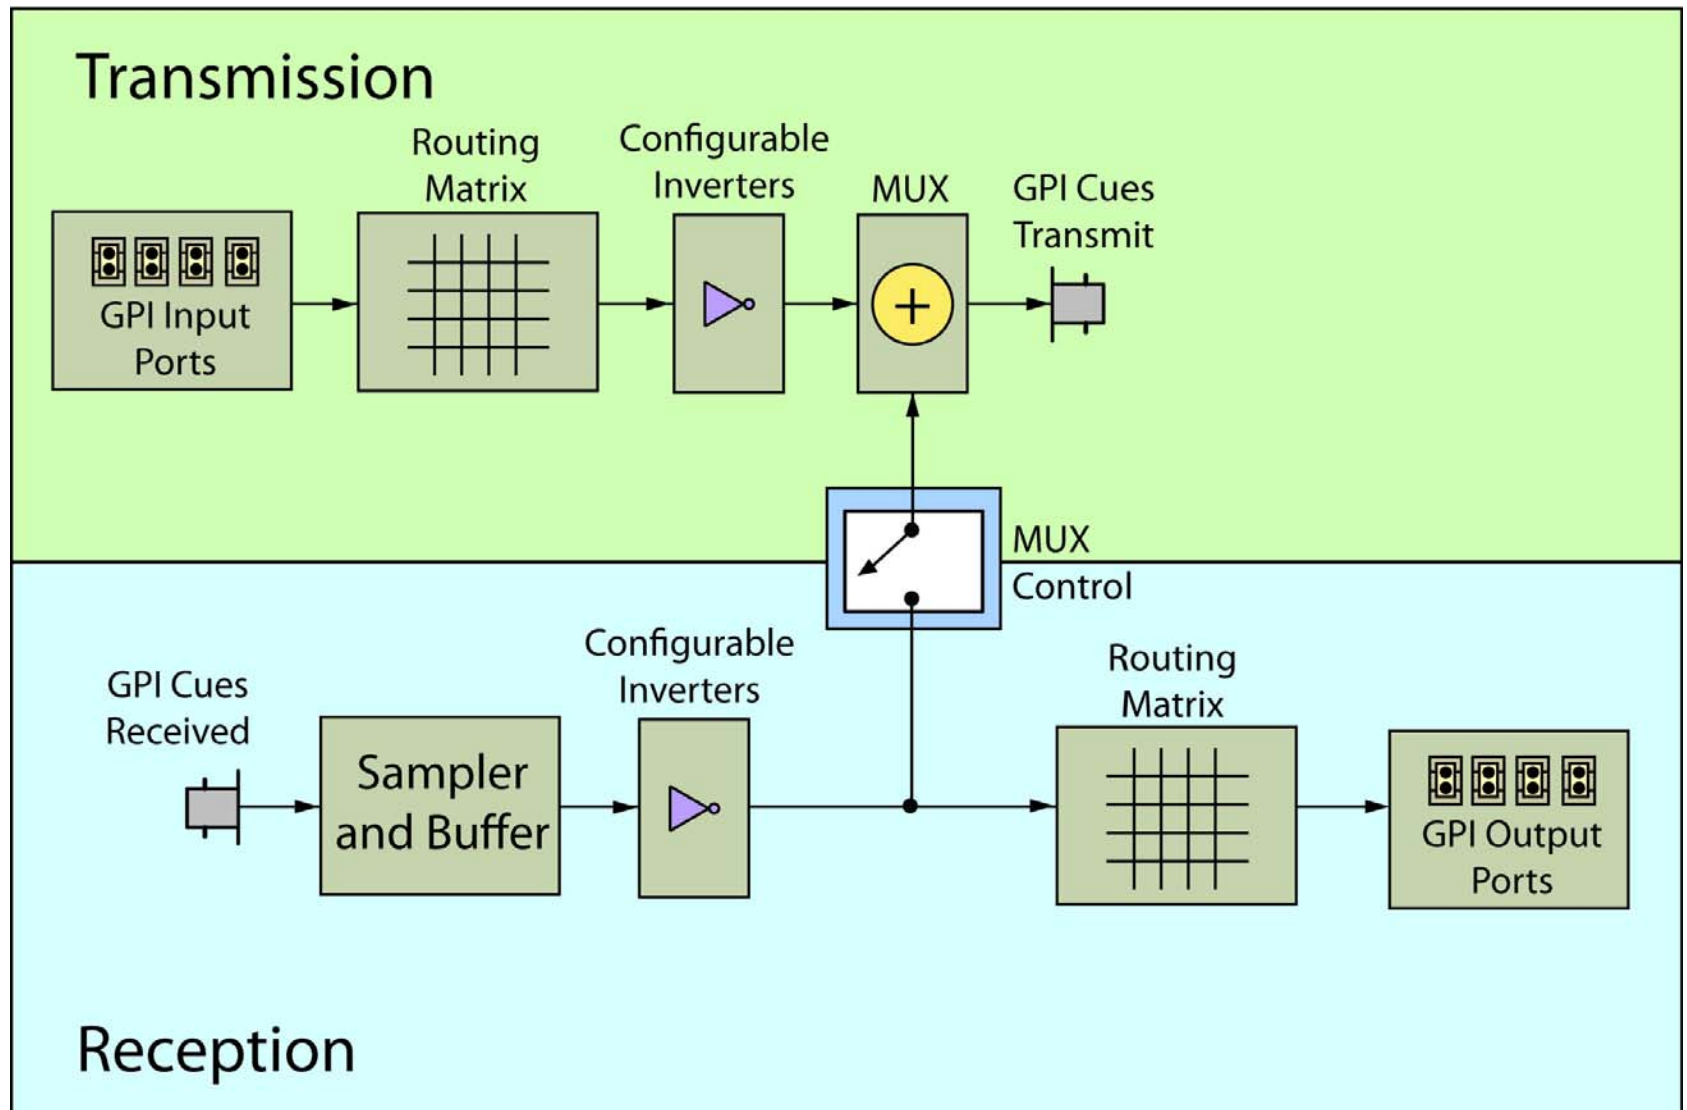 Transmission
Routing
Matrix
Configurable
Inverters
MUX
GPI Cues
Transmit
GPI Input
Ports
MUX
Control
GPI Cues
Received
Sampler
and Buffer
Configurable
Inverters
Routing
Matrix
GPI Output
Ports
Reception